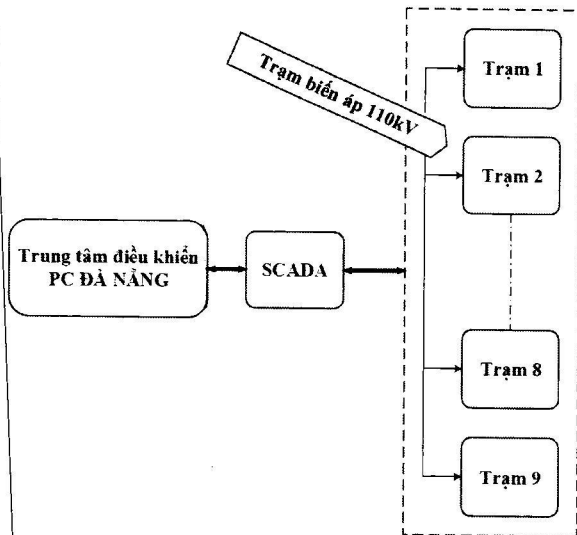 Trạm biến áp 110kV
Trạm 1
Trạm 2
Trung tâm điều khiển
PC ĐÀ NẴNG
SCADA
Trạm 8
Trạm 9